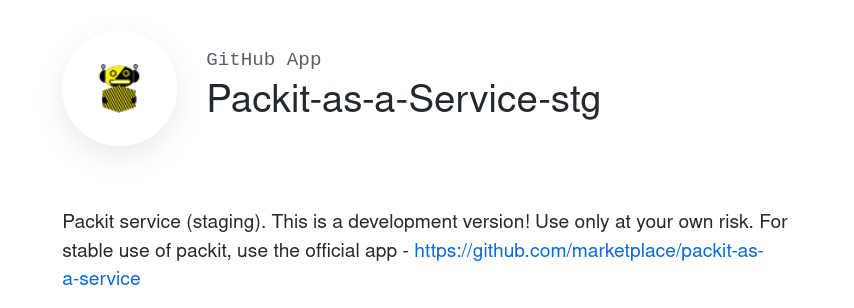 GitHub App
Packit-as-a-Service-stg
Packit service (staging). This is a development version! Use only at your own risk. For
stable use of packit, use the official app - https://github.com/marketplace/packit-as-
a-service